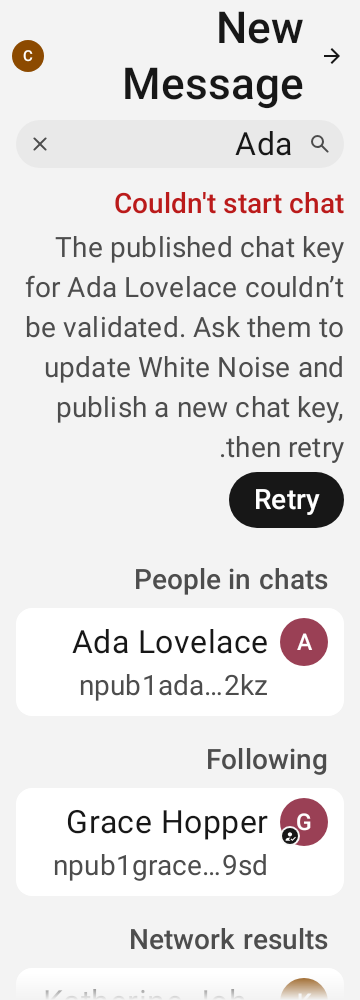 New
Message
C
Ada
Couldn't start chat
The published chat key
for Ada Lovelace couldn’t
be validated. Ask them to
update White Noise and
publish a new chat key,
.then retry
Retry
People in chats
Ada Lovelace
A
npub1ada…2kz
Following
Grace Hopper
G
npub1grace…9sd
Network results
Katherine Joh